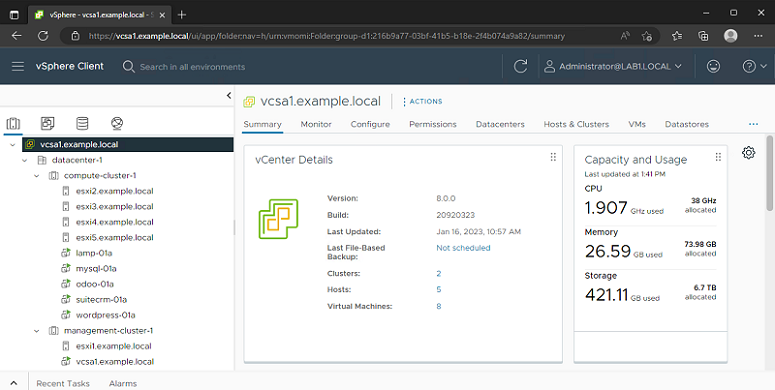 vSphere - vcsa1.example.local - S
https://vcsa1.example.local/ui/app/folder;nav=h/urn:vmomi:Folder:group-d1:216b9a77-03bf-41b5-b18e-2f4b074a9a82/summary
vSphere Client
Search in all environments
Administrator@LAB1.LOCAL
vcsa1.example.local
datacenter-1
compute-cluster-1
esxi2.example.local
esxi3.example.local
esxi4.example.local
esxi5.example.local
lamp-01a
mysql-01a
odoo-01a
suitecrm-01a
wordpress-01a
management-cluster-1
esxi1.example.local
vcsa1.example.local
vcsa1.example.local
ACTIONS
Summary Monitor Configure Permissions Datacenters Hosts & Clusters VMs Datastores
vCenter Details
Version: 8.0.0
Build: 20920323
Last Updated: Jan 16, 2023, 10:57 AM
Last File-Based Not scheduled
Backup:
Clusters: 2
Hosts: 5
Virtual Machines: 8
Capacity and Usage
Last updated at 1:41 PM
CPU
1.907 GHz used 38 GHz allocated
Memory
26.59 GB used 73.98 GB allocated
Storage
421.11 GB used 6.7 TB allocated
Recent Tasks Alarms